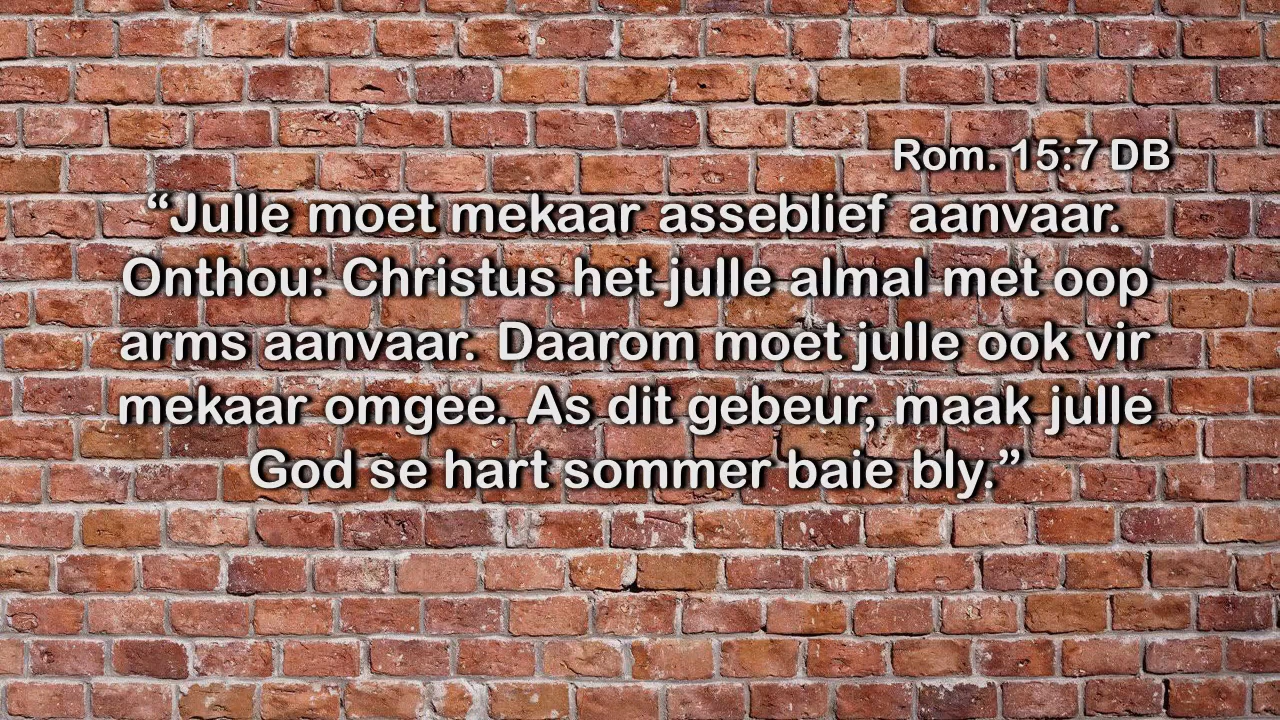 Rom. 15:7 DB
“Julle moet mekaar asseblief aanvaar.
Onthou: Christus het julle almal met oop
arms aanvaar. Daarom moet julle ook vir
mekaar omgee. As dit gebeur, maak julle
God se hart sommer baie bly.”